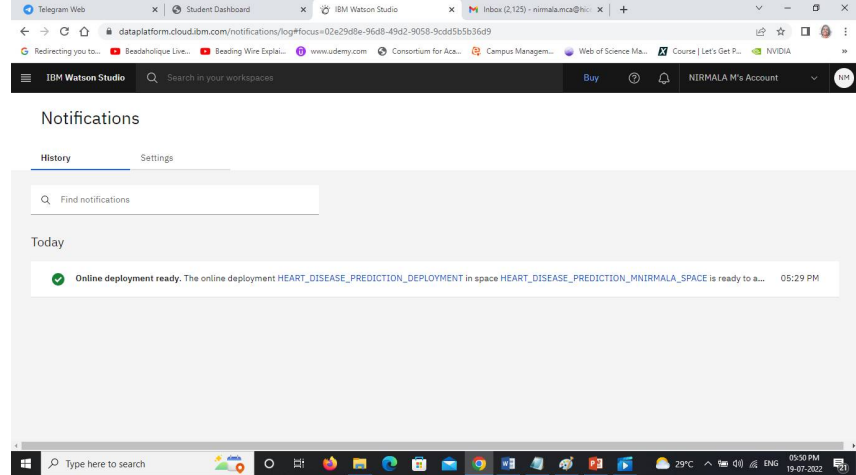 Telegram Web
Student Dashboard
IBM Watson Studio
Inbox (2,125) - nirmala.mca@hic
dataplatform.cloud.ibm.com/notifications/log#focus=02e29d8e-96d8-49d2-9058-9cdd5b5b36d9
Redirecting you to... Beadaholique Live... Beading Wire Explai... www.udemy.com Consortium for Aca... Campus Managem... Web of Science Ma... Course | Let's Get P... NVIDIA »
IBM Watson Studio Search in your workspaces Buy NIRMALA M's Account NM
Notifications
History Settings
Find notifications
Today
Online deployment ready. The online deployment HEART_DISEASE_PREDICTION_DEPLOYMENT in space HEART_DISEASE_PREDICTION_MNIRMALA_SPACE is ready to a... 05:29 PM
Type here to search 29°C ENG 05:50 PM
19-07-2022
21